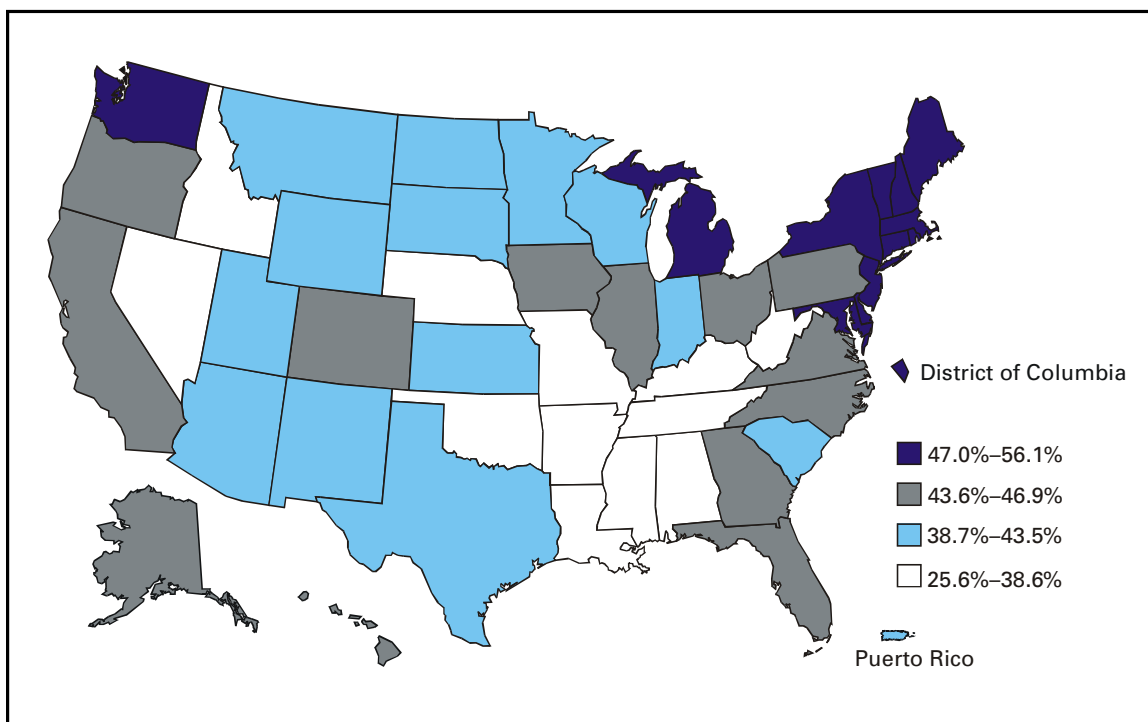 District of Columbia
47.0%–56.1%
43.6%–46.9%
38.7%–43.5%
25.6%–38.6%
Puerto Rico